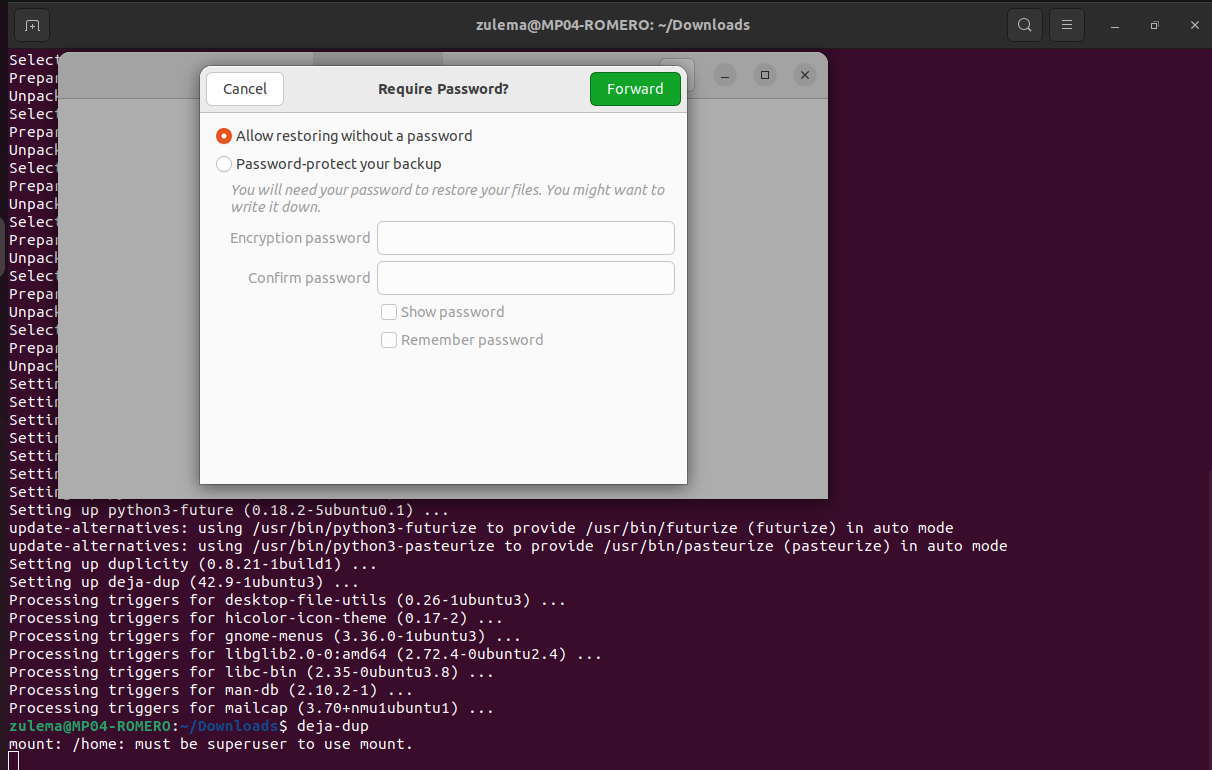 zulema@MP04-ROMERO: ~/Downloads
Cancel
Require Password?
Forward
Allow restoring without a password
Password-protect your backup
You will need your password to restore your files. You might want to
write it down.
Encryption password
Confirm password
Show password
Remember password
Select
Prepar
Unpack
Select
Prepar
Unpack
Select
Prepar
Unpack
Select
Prepar
Unpack
Select
Prepar
Unpack
Select
Prepar
Unpack
Settin
Settin
Settin
Settin
Settin
Settin
Settin
Setting up python3-future (0.18.2-5ubuntu0.1) ...
update-alternatives: using /usr/bin/python3-futurize to provide /usr/bin/futurize (futurize) in auto mode
update-alternatives: using /usr/bin/python3-pasteurize to provide /usr/bin/pasteurize (pasteurize) in auto mode
Setting up duplicity (0.8.21-1build1) ...
Setting up deja-dup (42.9-1ubuntu3) ...
Processing triggers for desktop-file-utils (0.26-1ubuntu3) ...
Processing triggers for hicolor-icon-theme (0.17-2) ...
Processing triggers for gnome-menus (3.36.0-1ubuntu3) ...
Processing triggers for libglib2.0-0:amd64 (2.72.4-0ubuntu2.4) ...
Processing triggers for libc-bin (2.35-0ubuntu3.8) ...
Processing triggers for man-db (2.10.2-1) ...
Processing triggers for mailcap (3.70+nmu1ubuntu1) ...
zulema@MP04-ROMERO:~/Downloads$ deja-dup
mount: /home: must be superuser to use mount.